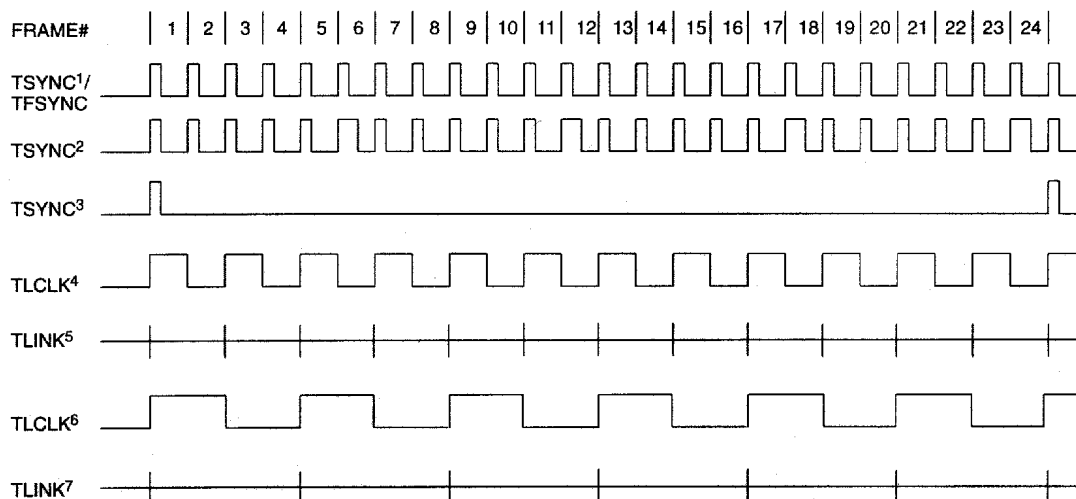 FRAME# 1 2 3 4 5 6 7 8 9 10 11 12 13 14 15 16 17 18 19 20 21 22 23 24
TSYNC1/
TFSYNC
TSYNC2
TSYNC3
TLCLK4
TLINK5
TLCLK6
TLINK7